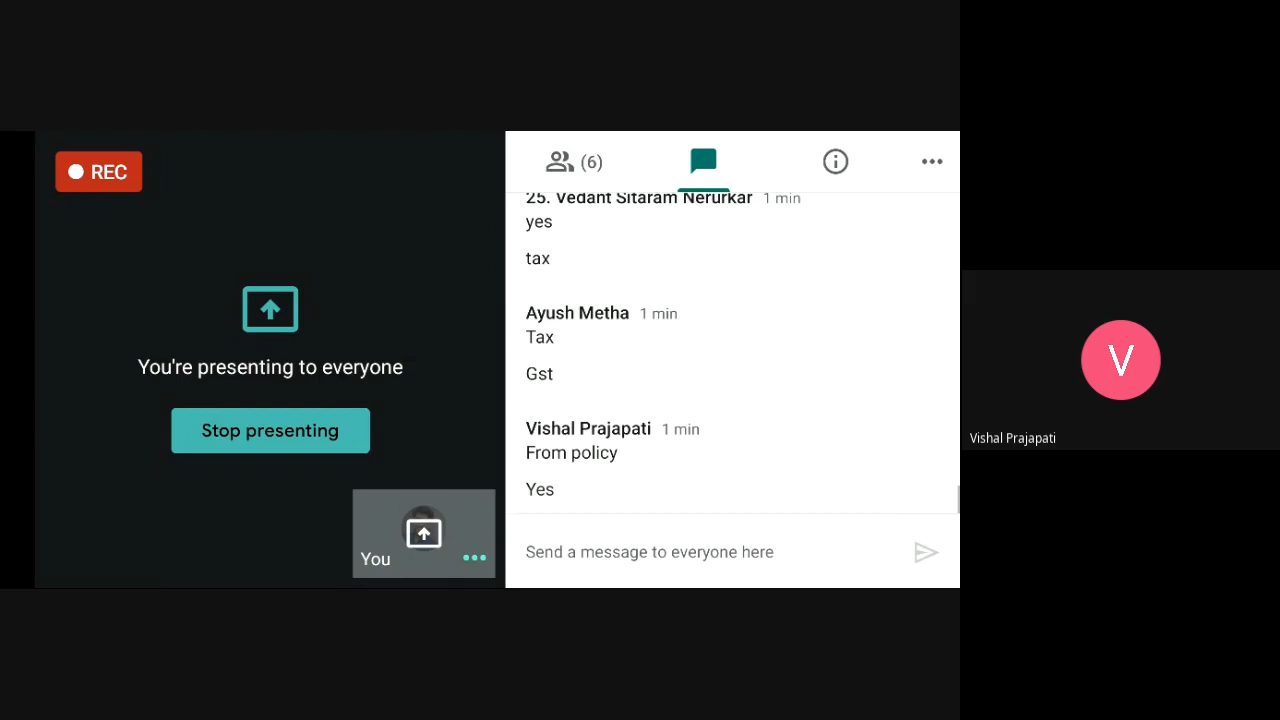 REC
You're presenting to everyone
Stop presenting
You
(6)
25. Vedant Sitaram Nerurkar 1 min
yes
tax
Ayush Metha 1 min
Tax
Gst
Vishal Prajapati 1 min
From policy
Yes
Send a message to everyone here
V
Vishal Prajapati